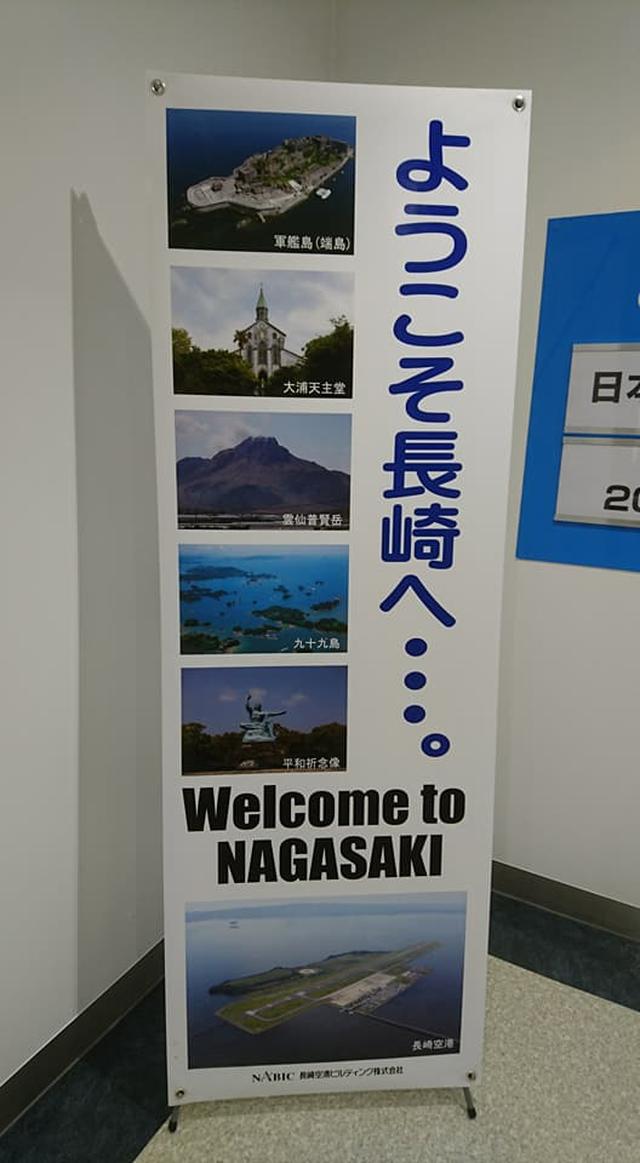 ようこそ長崎へ・・・。
軍艦島(端島)
大浦天主堂
雲仙普賢岳
九十九島
平和祈念像
Welcome to
NAGASAKI
長崎空港
NABIC 長崎空港ビルディング株式会社
日本
20